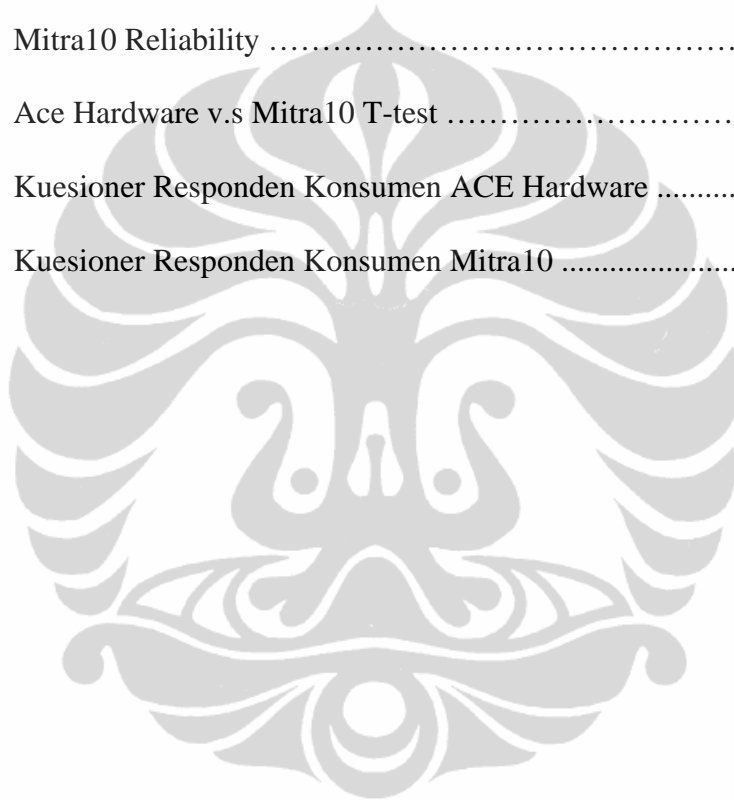 Mitra10 Reliability ………………………………………
Ace Hardware v.s Mitra10 T-test ………………………
Kuesioner Responden Konsumen ACE Hardware ..........
Kuesioner Responden Konsumen Mitra10 ......................